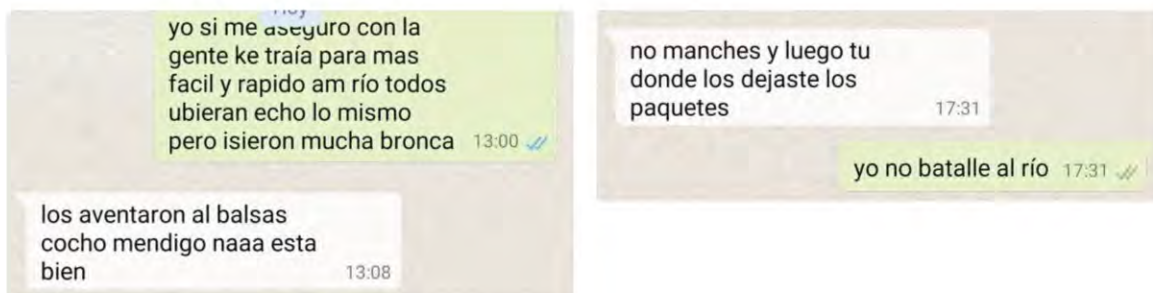 yo si me aseguro con la
gente ke traía para mas
facil y rapido am río todos
ubieran echo lo mismo
pero isieron mucha bronca 13:00
los aventaron al balsas
cocho mendigo naaa esta
bien 13:08
no manches y luego tu
donde los dejaste los
paquetes 17:31
yo no batalle al río 17:31